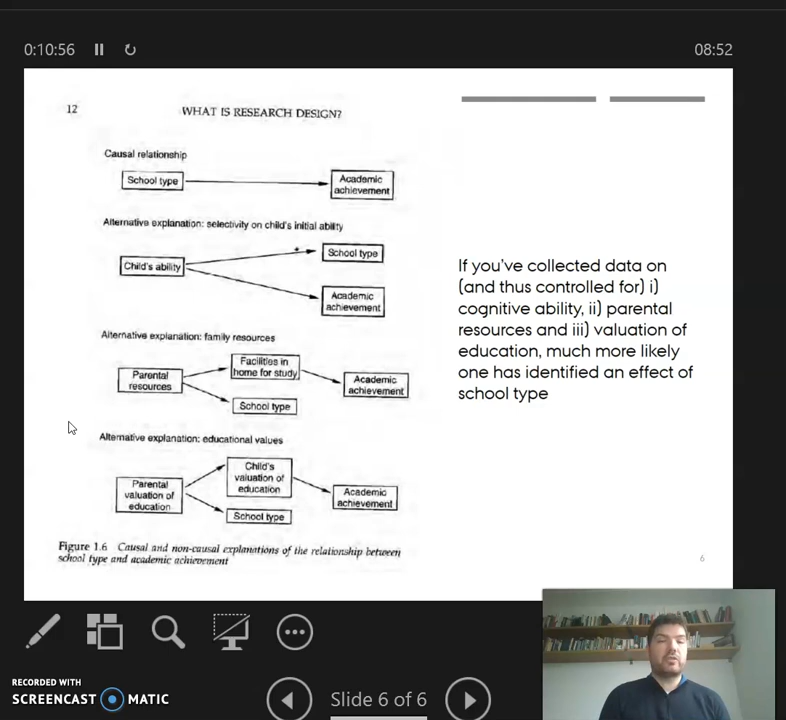 0:10:56
08:52
12
WHAT IS RESEARCH DESIGN?
Causal relationship
School type
Academic
achievement
Alternative explanation: selectivity on child's initial ability
Child's ability
School type
Academic
achievement
Alternative explanation: family resources
Parental
resources
Facilities in
home for study
School type
Academic
achievement
Alternative explanation: educational values
Parental
valuation of
education
Child's
valuation of
education
School type
Academic
achievement
Figure 1.6 Causal and non-causal explanations of the relationship between
school type and academic achievement
If you've collected data on
(and thus controlled for) i)
cognitive ability, ii) parental
resources and iii) valuation of
education, much more likely
one has identified an effect of
school type
6
RECORDED WITH
SCREENCAST MATIC
Slide 6 of 6